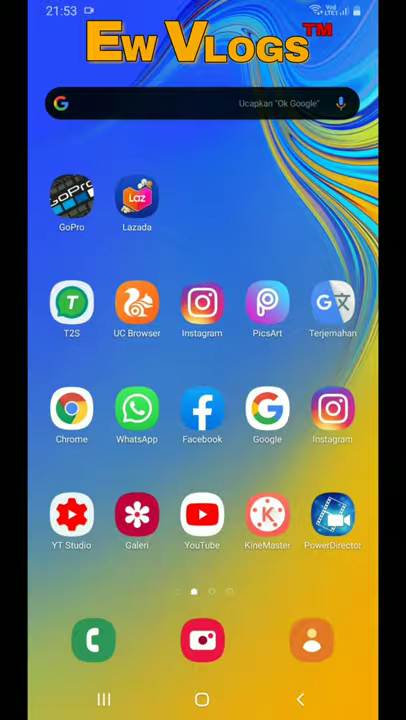 21:53
EW VLOGS™
Ucapkan "Ok Google"
GoPro Lazada
T2S UC Browser Instagram PicsArt Terjemahan
Chrome WhatsApp Facebook Google Instagram
YT Studio Galeri YouTube KineMaster PowerDirector